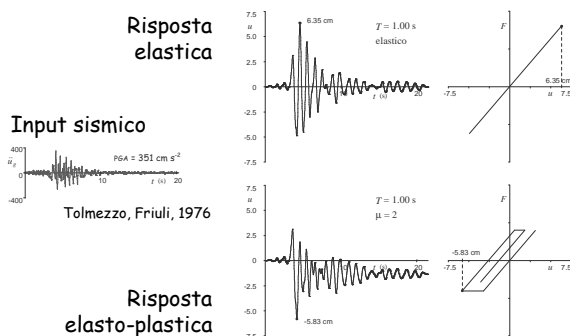 Risposta
elastica
7.5
u
5.0
2.5
0
-2.5
-5.0
-7.5
6.35 cm
T = 1.00 s
elastico
10
t (s)
20
F
6.35 cm
-7.5
u
7.5
Input sismico
400
üg
0
-400
PGA = 351 cm s-2
10
t (s)
20
Tolmezzo, Friuli, 1976
7.5
u
5.0
2.5
0
-2.5
-5.0
-7.5
T = 1.00 s
μ = 2
10
t (s)
20
-5.83 cm
F
-5.83 cm
-7.5
u
7.5
Risposta
elasto-plastica